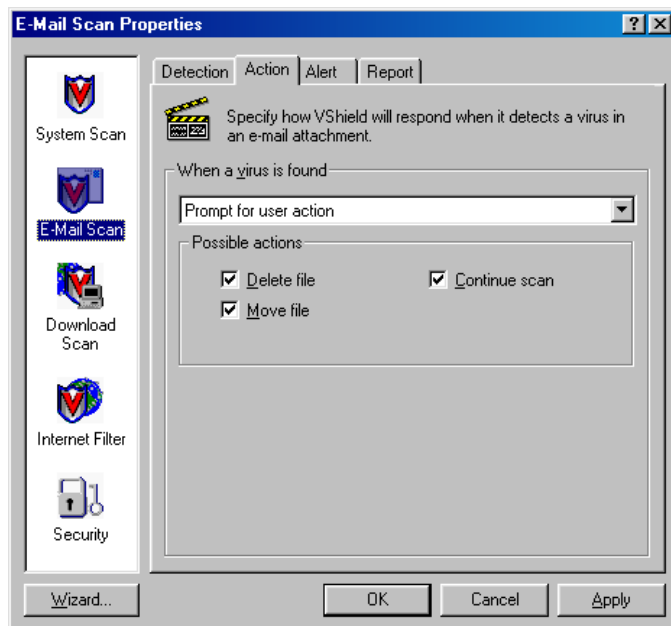 E-Mail Scan Properties
System Scan
E-Mail Scan
Download
Scan
Internet Filter
Security
Detection
Action
Alert
Report
Specify how VShield will respond when it detects a virus in
an e-mail attachment.
When a virus is found
Prompt for user action
Possible actions
Delete file
Continue scan
Move file
Wizard...
OK
Cancel
Apply